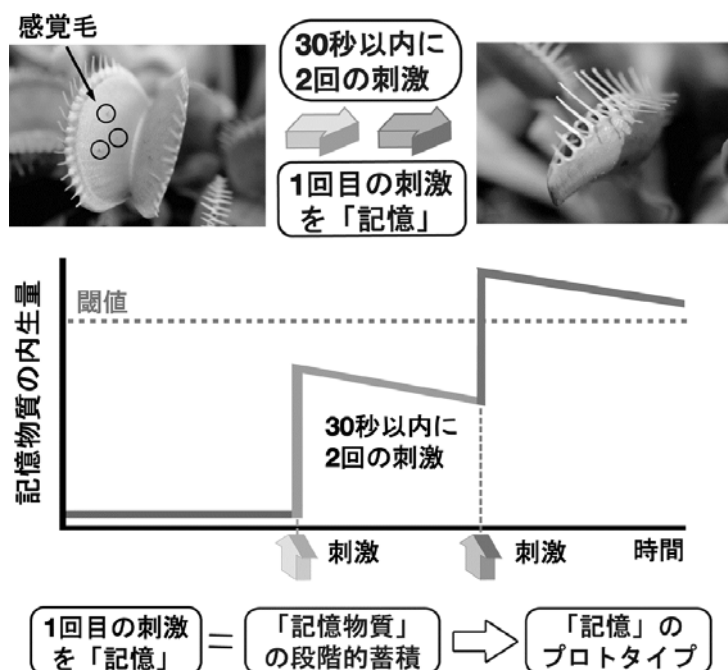 感覚毛
30秒以内に
2回の刺激
1回目の刺激
を「記憶」
記憶物質の内生量
閾値
30秒以内に
2回の刺激
刺激
刺激
時間
1回目の刺激
を「記憶」
=
「記憶物質」
の段階的蓄積
「記憶」の
プロトタイプ